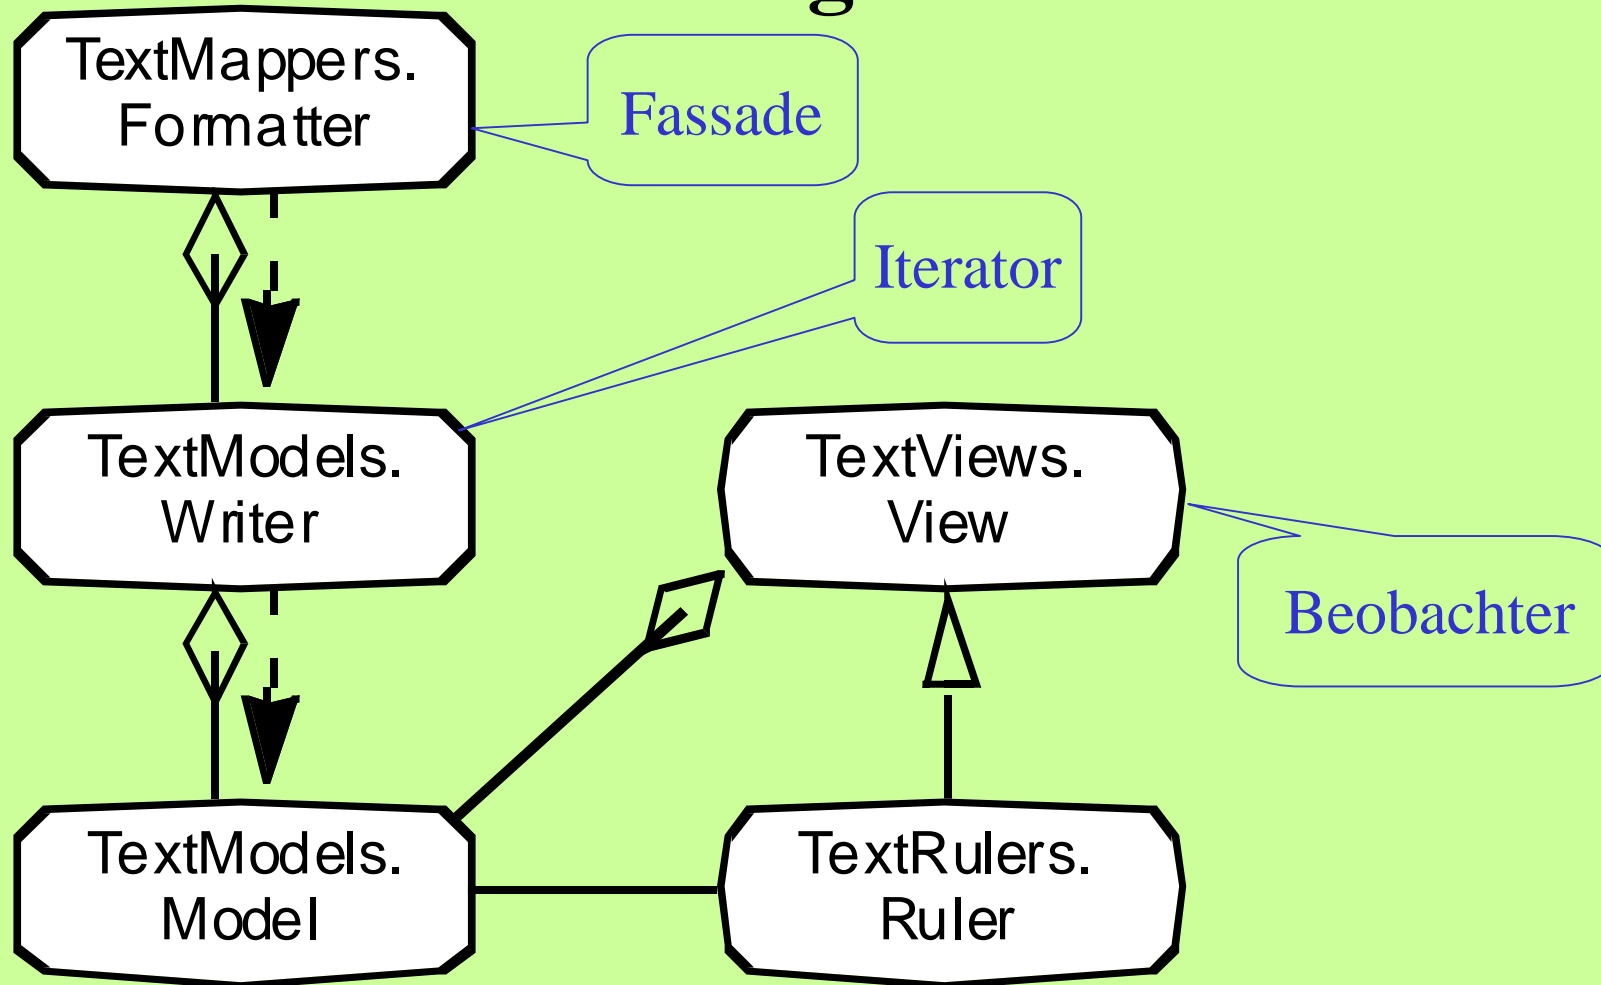 TextMappers.
Formatter
Fassade
Iterator
TextModels.
Writer
TextViews.
View
Beobachter
TextModels.
Model
TextRulers.
Ruler